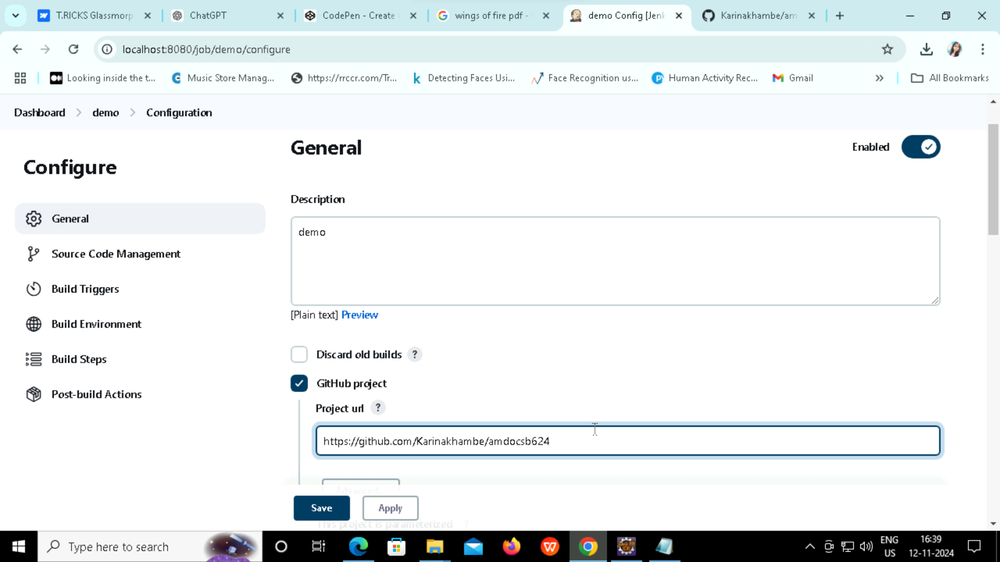 T.RICKS Glassmorp
ChatGPT
CodePen - Create
wings of fire pdf -
demo Config [Jenk
Karinakhambe/am
localhost:8080/job/demo/configure
Looking inside the t...
Music Store Manag...
https://rrccr.com/Tr...
Detecting Faces Usi...
Face Recognition us...
Human Activity Rec...
Gmail
All Bookmarks
Dashboard
demo
Configuration
Configure
General
Source Code Management
Build Triggers
Build Environment
Build Steps
Post-build Actions
General
Enabled
Description
demo
[Plain text] Preview
Discard old builds ?
GitHub project
Project url ?
https://github.com/Karinakhambe/amdocsb624
Advanced...
Save
Apply
This project is parameterized ?
Type here to search
ENG
US
16:39
12-11-2024